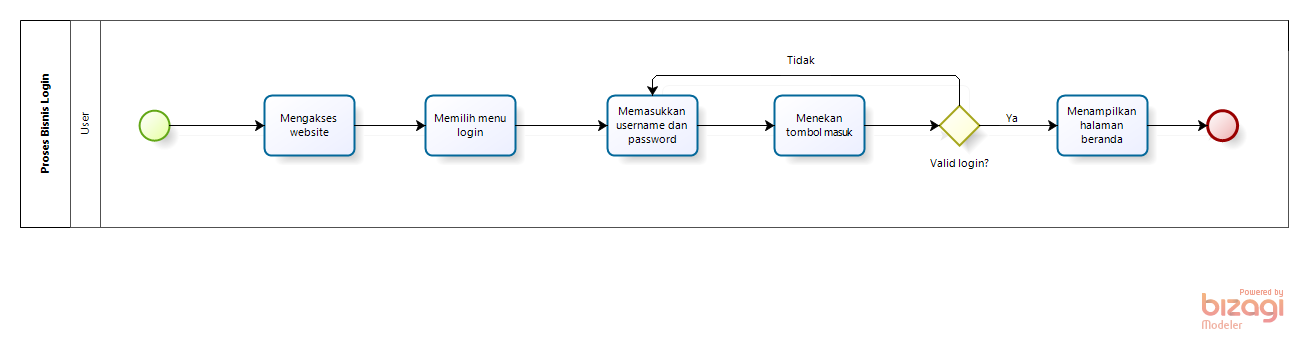 Proses Bisnis Login
User
Mengakses
website
Memilih menu
login
Memasukkan
username dan
password
Menekan
tombol masuk
Tidak
Valid login?
Ya
Menampilkan
halaman
beranda
Powered by
bizagi
Modeler